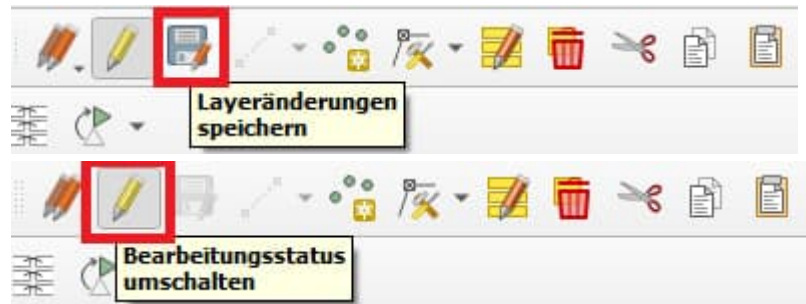 Layeränderungen
speichern
Bearbeitungsstatus
umschalten